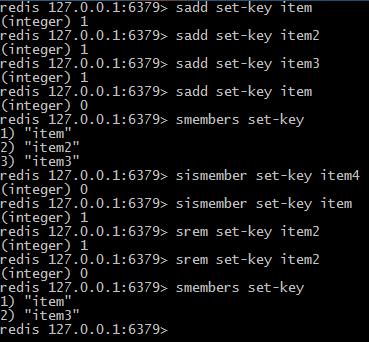 redis 127.0.0.1:6379> sadd set-key item
(integer) 1
redis 127.0.0.1:6379> sadd set-key item2
(integer) 1
redis 127.0.0.1:6379> sadd set-key item3
(integer) 1
redis 127.0.0.1:6379> sadd set-key item
(integer) 0
redis 127.0.0.1:6379> smembers set-key
1) "item"
2) "item2"
3) "item3"
redis 127.0.0.1:6379> sismember set-key item4
(integer) 0
redis 127.0.0.1:6379> sismember set-key item
(integer) 1
redis 127.0.0.1:6379> srem set-key item2
(integer) 1
redis 127.0.0.1:6379> srem set-key item2
(integer) 0
redis 127.0.0.1:6379> smembers set-key
1) "item"
2) "item3"
redis 127.0.0.1:6379>